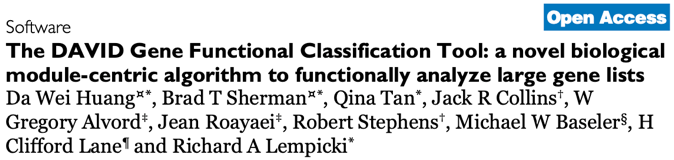 Open Access
Software
The DAVID Gene Functional Classification Tool: a novel biological
module-centric algorithm to functionally analyze large gene lists
Da Wei Huang¤*, Brad T Sherman¤*, Qina Tan*, Jack R Collins†, W
Gregory Alvord‡, Jean Roayaei‡, Robert Stephens†, Michael W Baseler§, H
Clifford Lane¶ and Richard A Lempicki*